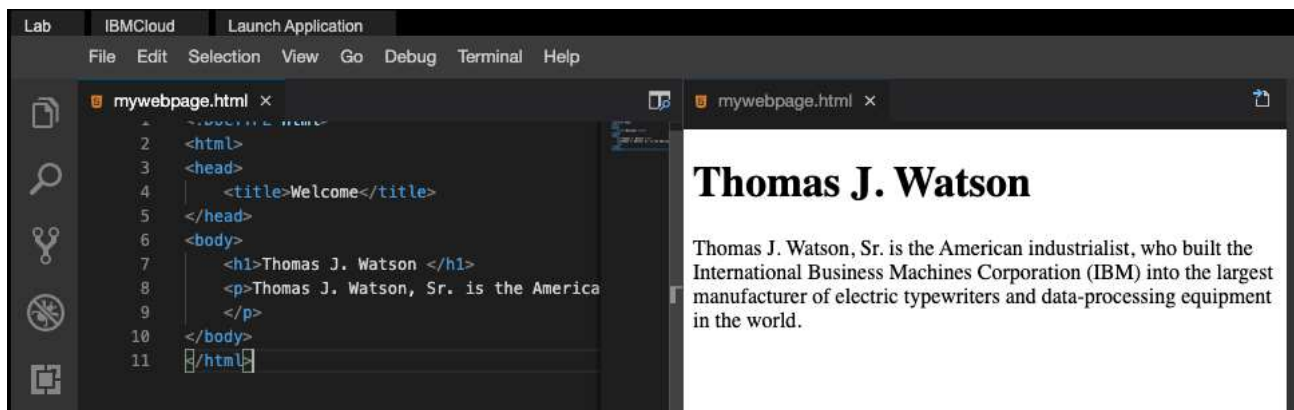 Lab IBMCloud Launch Application
File Edit Selection View Go Debug Terminal Help
mywebpage.html ×
1
2 <html>
3 <head>
4 <title>Welcome</title>
5 </head>
6 <body>
7 <h1>Thomas J. Watson </h1>
8 <p>Thomas J. Watson, Sr. is the America
9 </p>
10 </body>
11 </html>
mywebpage.html ×
Thomas J. Watson
Thomas J. Watson, Sr. is the American industrialist, who built the
International Business Machines Corporation (IBM) into the largest
manufacturer of electric typewriters and data-processing equipment
in the world.